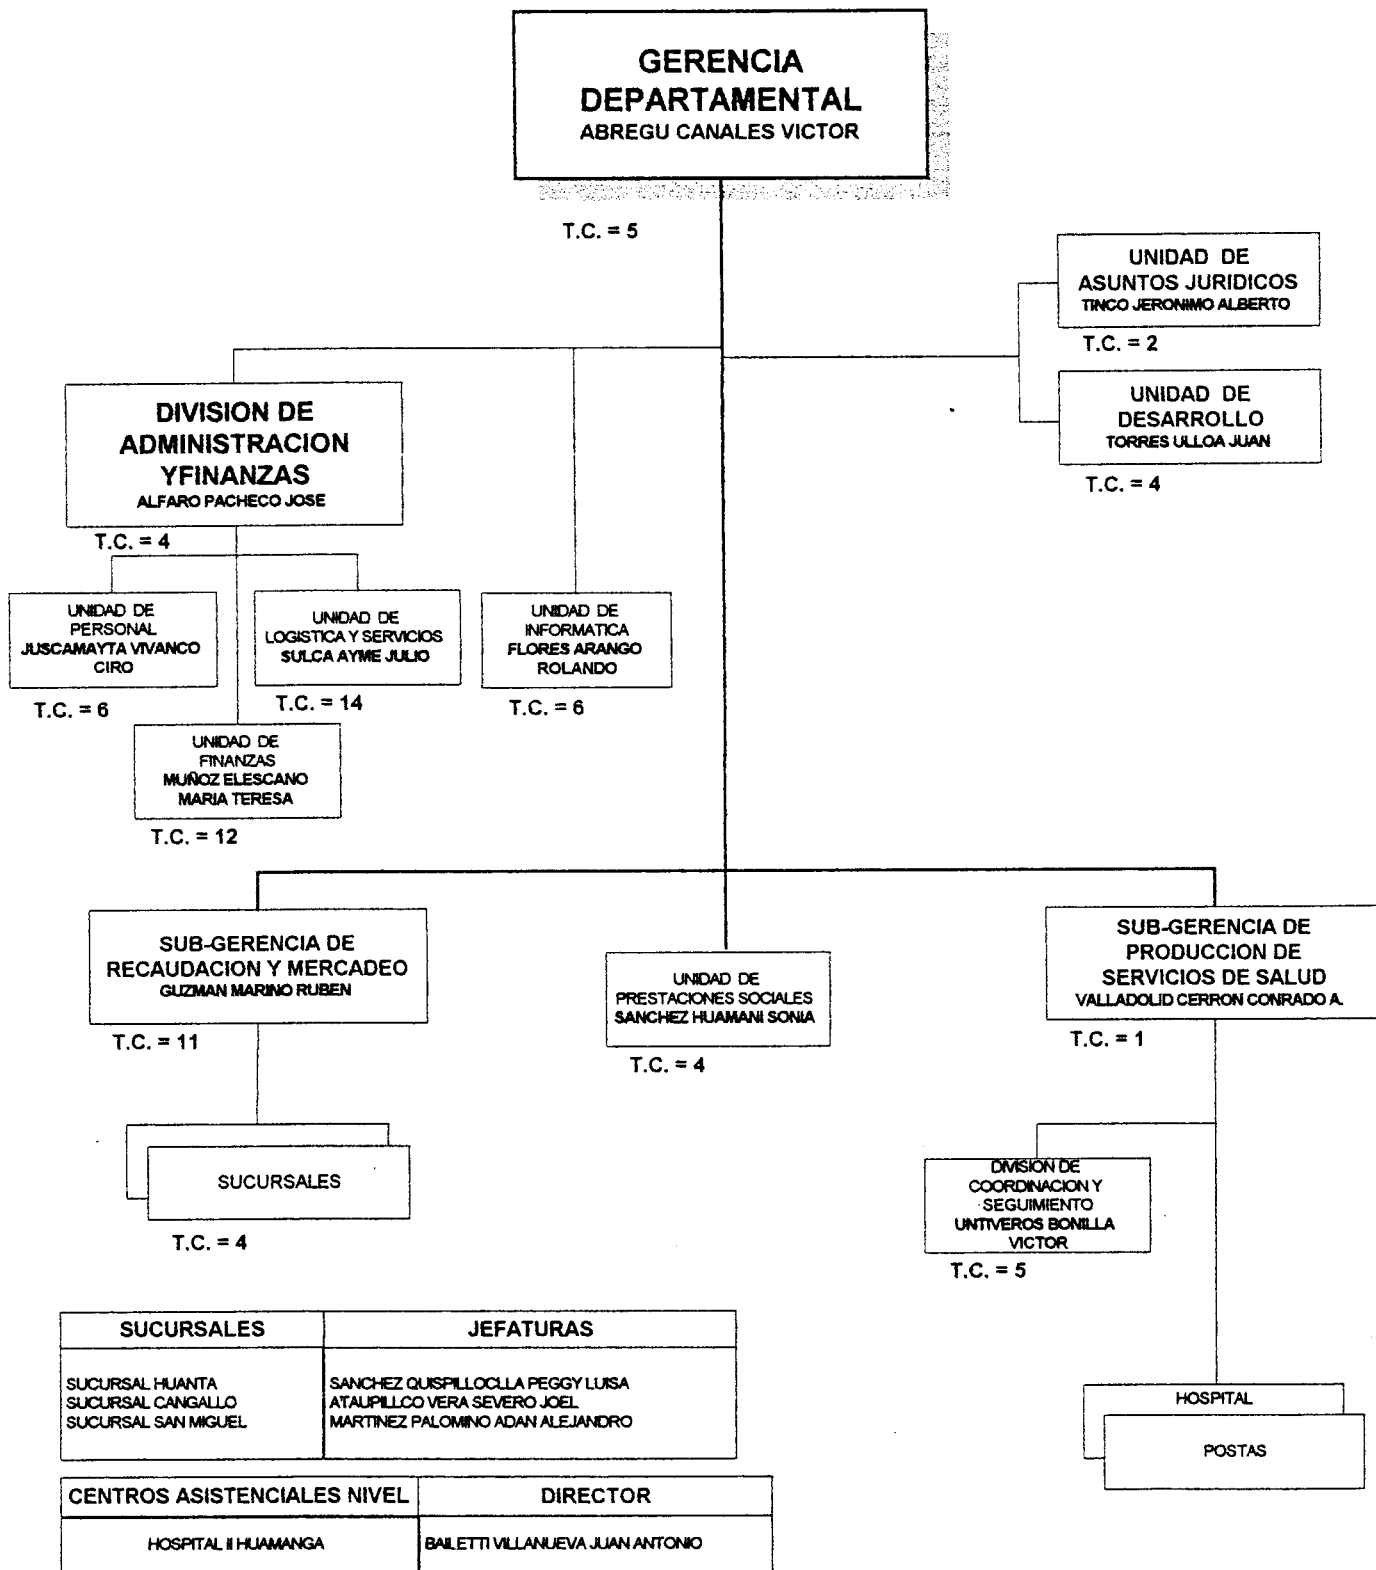 GERENCIA
DEPARTAMENTAL
ABREGU CANALES VICTOR
T.C. = 5
UNIDAD DE
ASUNTOS JURIDICOS
TINCO JERONIMO ALBERTO
T.C. = 2
UNIDAD DE
DESARROLLO
TORRES ULLOA JUAN
T.C. = 4
DIVISION DE
ADMINISTRACION
YFINANZAS
ALFARO PACHECO JOSE
T.C. = 4
UNIDAD DE
PERSONAL
JUSCAMAYTA VIVANCO
CIRO
T.C. = 6
UNIDAD DE
LOGISTICA Y SERVICIOS
SULCA AYME JULIO
T.C. = 14
UNIDAD DE
INFORMATICA
FLORES ARANGO
ROLANDO
T.C. = 6
UNIDAD DE
FINANZAS
MUÑOZ ELESCANO
MARIA TERESA
T.C. = 12
SUB-GERENCIA DE
RECAUDACION Y MERCADEO
GUZMAN MARINO RUBEN
T.C. = 11
UNIDAD DE
PRESTACIONES SOCIALES
SANCHEZ HUAMANI SONIA
T.C. = 4
SUB-GERENCIA DE
PRODUCCION DE
SERVICIOS DE SALUD
VALLADOLID CERRON CONRADO A.
T.C. = 1
SUCURSALES
T.C. = 4
DIVISION DE
COORDINACION Y
SEGUIMIENTO
UNTIVEROS BONILLA
VICTOR
T.C. = 5
HOSPITAL
POSTAS
SUCURSALES JEFATURAS
SUCURSAL HUANTA SANCHEZ QUISPILLOCLLA PEGGY LUISA
SUCURSAL CANGALLO ATAUPILLCO VERA SEVERO JOEL
SUCURSAL SAN MIGUEL MARTINEZ PALOMINO ADAN ALEJANDRO
CENTROS ASISTENCIALES NIVEL DIRECTOR
HOSPITAL II HUAMANGA BAILETTI VILLANUEVA JUAN ANTONIO